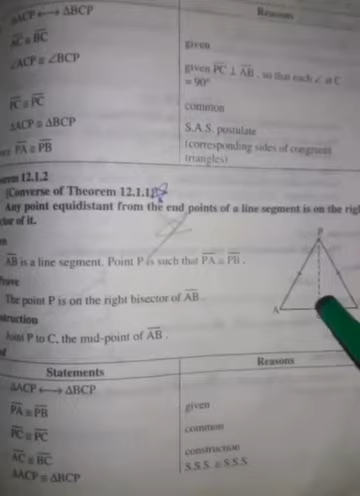 ΔACP ⟷ ΔBCP
Reasons
AC ≅ BC
given
∠ACP ≅ ∠BCP
given PC ⊥ AB, so that each ∠ at C = 90°
PC ≅ PC
common
ΔACP ≅ ΔBCP
S.A.S. postulate
PA ≅ PB
(corresponding sides of congruent triangles)
12.1.2
(Converse of Theorem 12.1.1)
Any point equidistant from the end points of a line segment is on the
of it.
AB is a line segment. Point P is such that PA ≅ PB.
P
The point P is on the right bisector of AB.
A
Joint P to C, the mid-point of AB.
Statements
Reasons
ΔACP ⟷ ΔBCP
PA ≅ PB
given
PC ≅ PC
common
AC ≅ BC
construction
ΔACP ≅ ΔBCP
S.S.S. ≅ S.S.S.